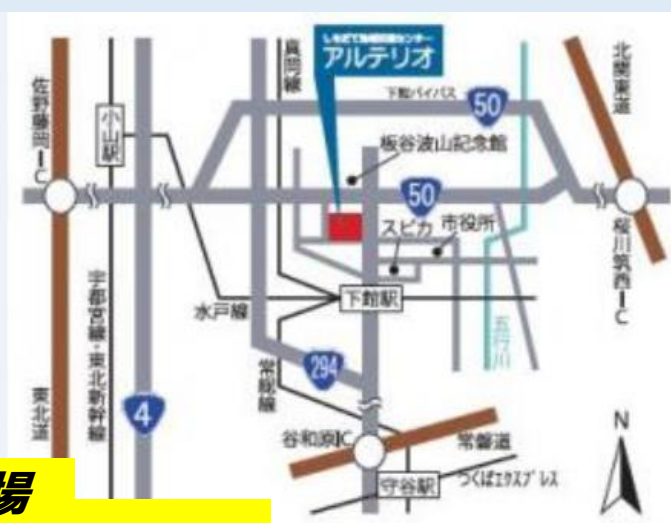 しもだて地域交流センター
アルテリオ
真岡線
北関東道
佐野藤岡IC
小山駅
下館バイパス
50
板谷波山記念館
50
スピカ
市役所
桜川筑西IC
下館駅
水戸線
五行川
宇都宮線・東北新幹線
東北道
4
294
常総線
谷和原IC
常磐道
守谷駅
つくばエクスプレス
N
場